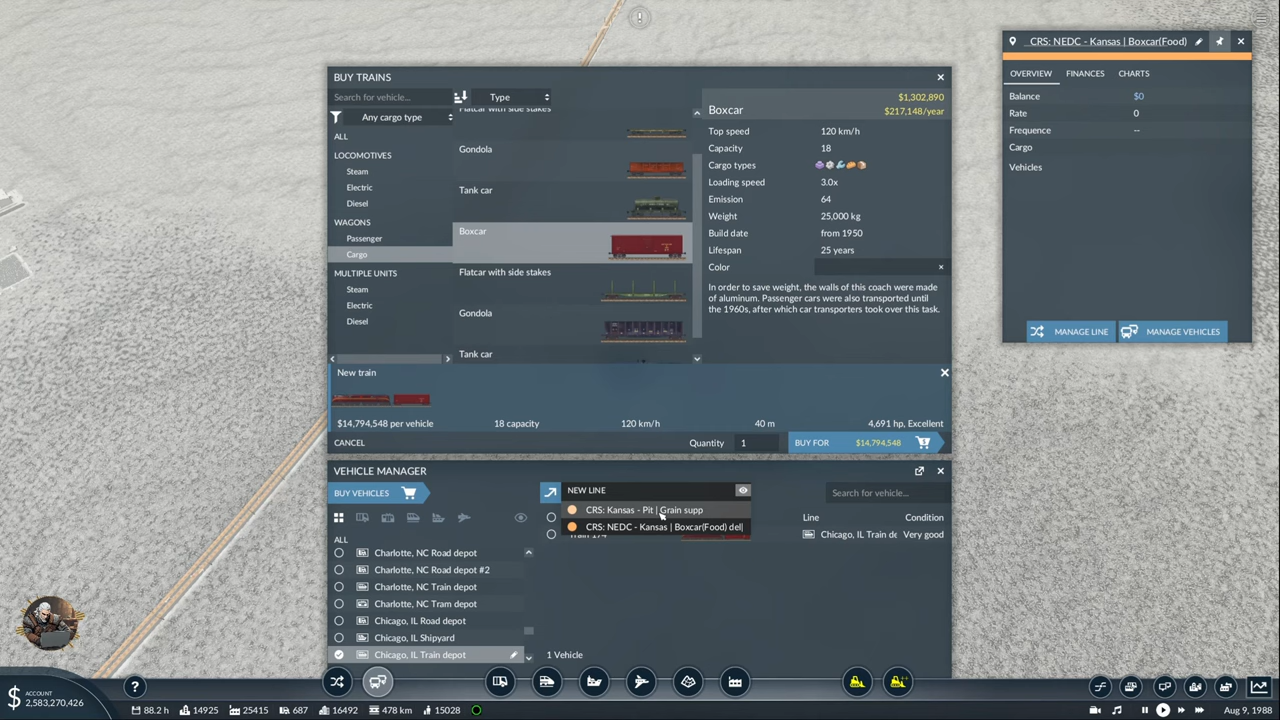 BUY TRAINS
Search for vehicle...
Type
Any cargo type
ALL
LOCOMOTIVES
Steam
Electric
Diesel
WAGONS
Passenger
Cargo
MULTIPLE UNITS
Steam
Electric
Diesel
Flatcar with side stakes
Gondola
Tank car
Boxcar
Flatcar with side stakes
Gondola
Tank car
Boxcar
$1,302,890
$217,148/year
Top speed 120 km/h
Capacity 18
Cargo types
Loading speed 3.0x
Emission 64
Weight 25,000 kg
Build date from 1950
Lifespan 25 years
Color
In order to save weight, the walls of this coach were made
of aluminum. Passenger cars were also transported until
the 1960s, after which car transporters took over this task.
New train
$14,794,548 per vehicle 18 capacity 120 km/h 40 m 4,691 hp, Excellent
CANCEL Quantity 1 BUY FOR $14,794,548
VEHICLE MANAGER
BUY VEHICLES
ALL
Charlotte, NC Road depot
Charlotte, NC Road depot #2
Charlotte, NC Train depot
Charlotte, NC Tram depot
Chicago, IL Road depot
Chicago, IL Shipyard
Chicago, IL Train depot
NEW LINE
CRS: Kansas - Pit | Grain supp
CRS: NEDC - Kansas | Boxcar(Food) del|
Train 174
Search for vehicle...
Line Condition
Chicago, IL Train de Very good
1 Vehicle
CRS: NEDC - Kansas | Boxcar(Food)
OVERVIEW FINANCES CHARTS
Balance $0
Rate 0
Frequence --
Cargo
Vehicles
MANAGE LINE MANAGE VEHICLES
$ ACCOUNT
2,583,270,426
?
88.2 h 14925 25415 687 16492 478 km 15028
Aug 9, 1988